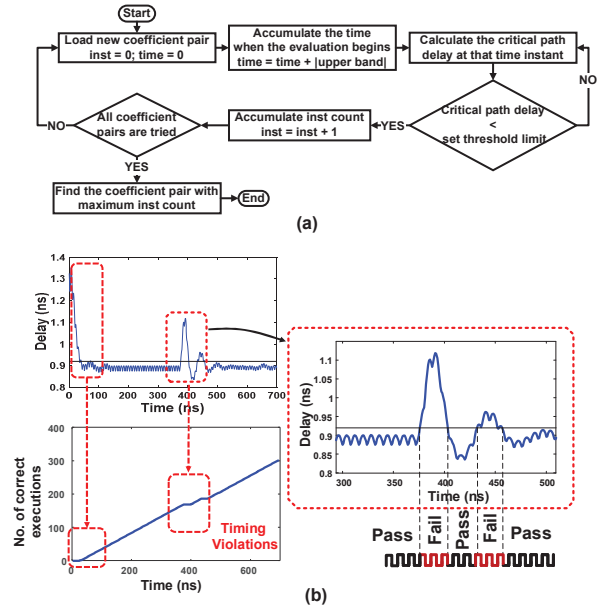 Start
Load new coefficient pair
inst = 0; time = 0
Accumulate the time
when the evaluation begins
time = time + |upper band|
Calculate the critical path
delay at that time instant
NO
NO
All coefficient
pairs are tried
Accumulate inst count
inst = inst + 1
YES
Critical path delay
<
set threshold limit
YES
Find the coefficient pair with
maximum inst count
End
(a)
1.4
1.3
1.2
1.1
1
0.9
0.8
Delay (ns)
0 100 200 300 400 500 600 700
Time (ns)
400
300
200
100
0
No. of correct
executions
Timing
Violations
0 200 400 600
Time (ns)
1.1
1.0
0.9
0.8
Delay (ns)
300 400 500
Time (ns)
Pass Fail Pass Fail Pass
(b)